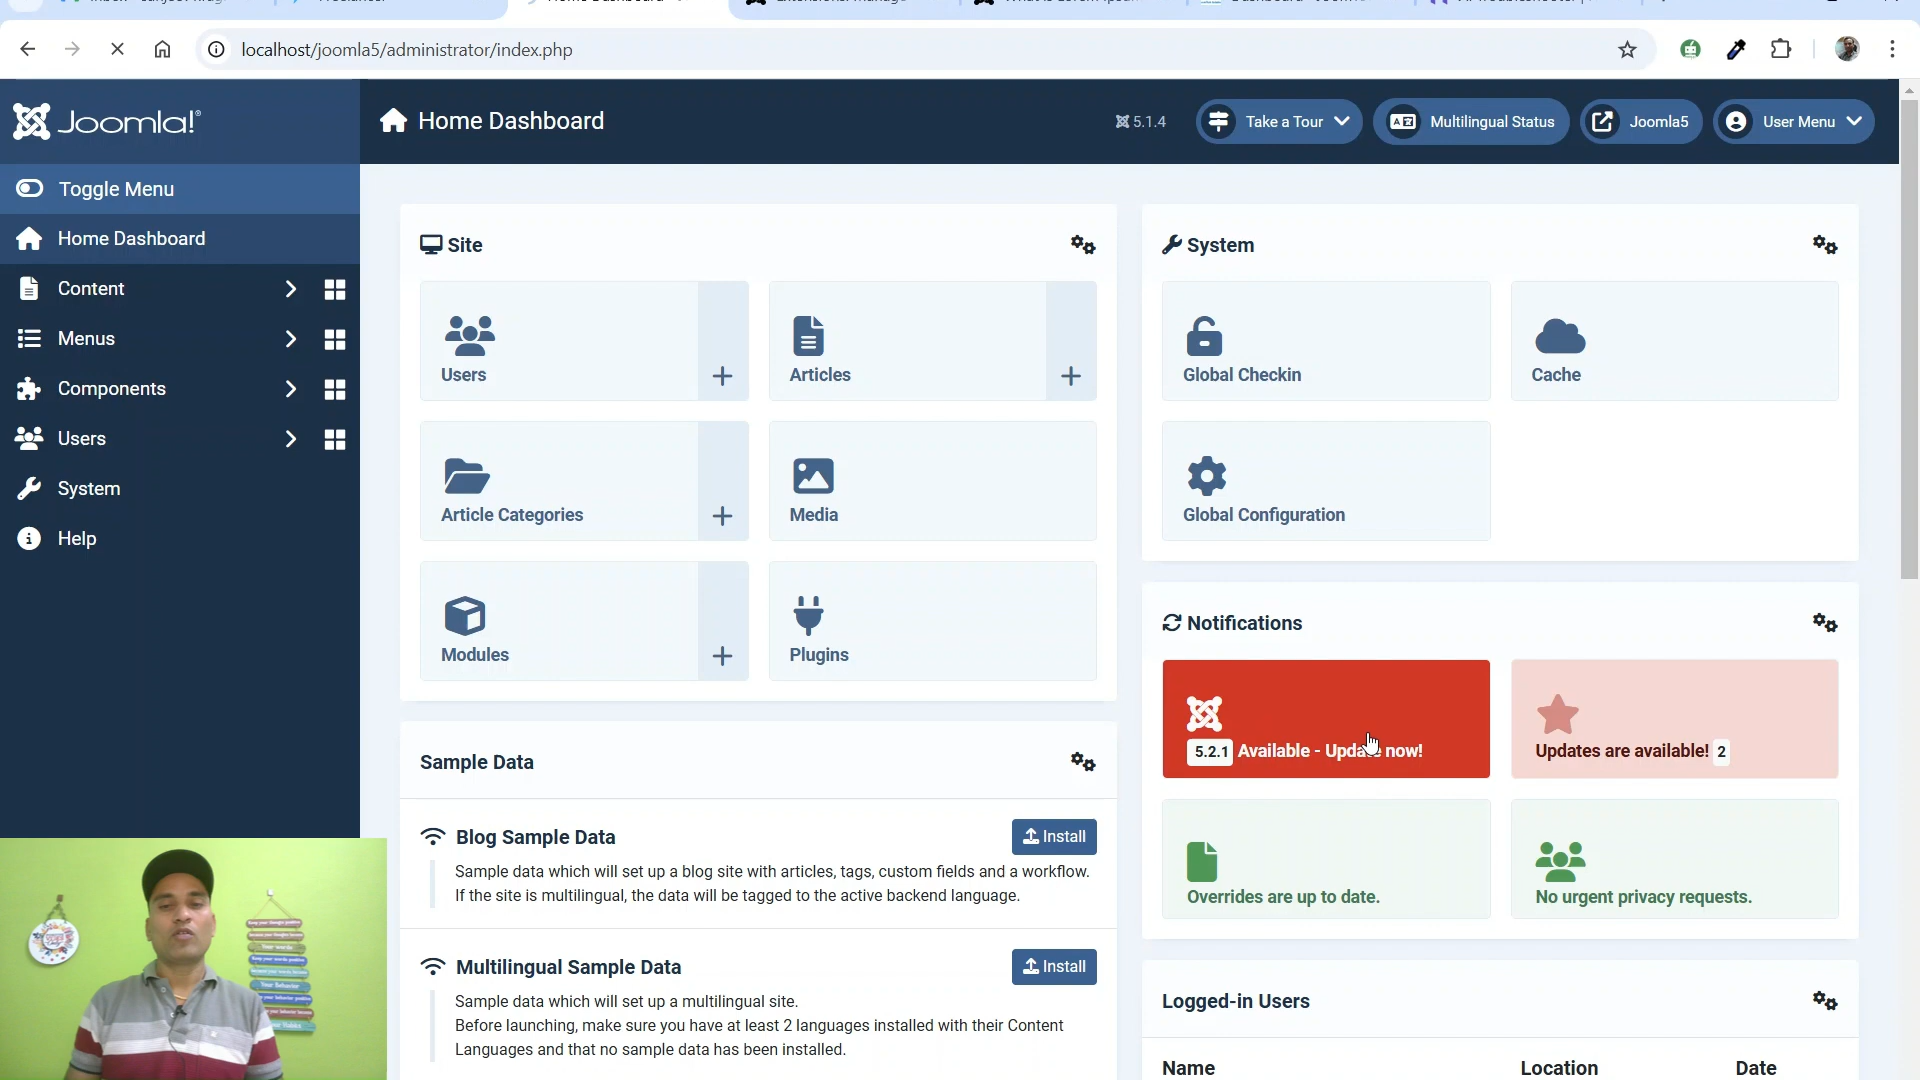 localhost/joomla5/administrator/index.php
Joomla!
Home Dashboard
5.1.4
Take a Tour
Multilingual Status
Joomla5
User Menu
Toggle Menu
Home Dashboard
Content
Menus
Components
Users
System
Help
Site
Users
Articles
Article Categories
Media
Modules
Plugins
Sample Data
Blog Sample Data
Install
Sample data which will set up a blog site with articles, tags, custom fields and a workflow.
If the site is multilingual, the data will be tagged to the active backend language.
Multilingual Sample Data
Install
Sample data which will set up a multilingual site.
Before launching, make sure you have at least 2 languages installed with their Content
Languages and that no sample data has been installed.
System
Global Checkin
Cache
Global Configuration
Notifications
5.2.1 Available - Update now!
Updates are available! 2
Overrides are up to date.
No urgent privacy requests.
Logged-in Users
Name Location Date